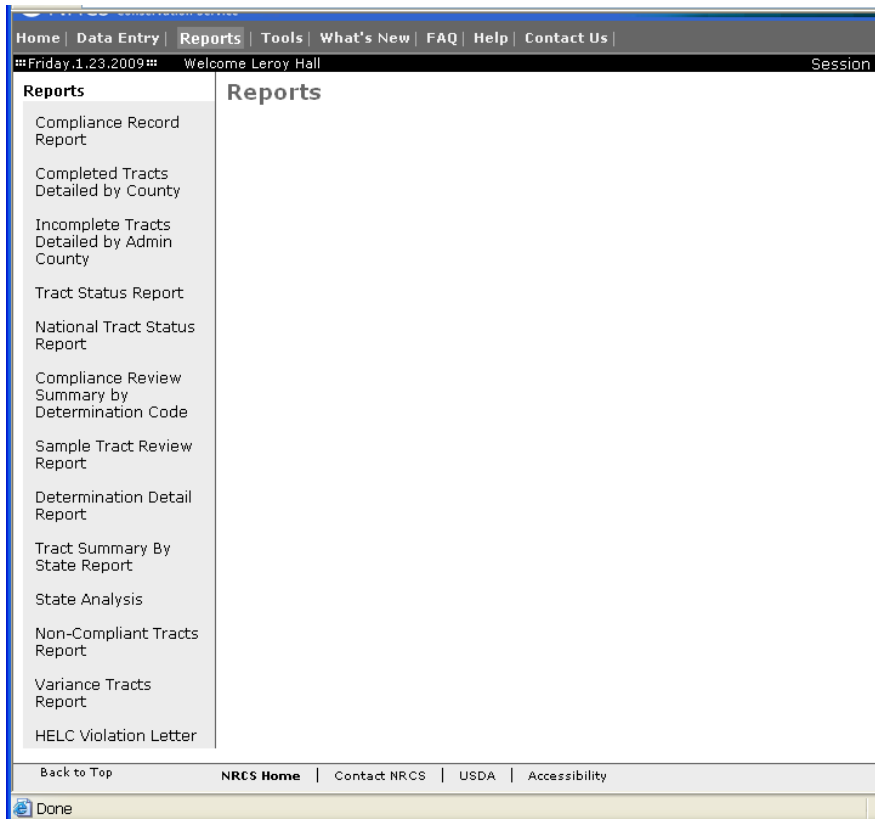 Home | Data Entry | Reports | Tools | What's New | FAQ | Help | Contact Us |
Friday.1.23.2009 Welcome Leroy Hall Session
Reports
Compliance Record
Report
Completed Tracts
Detailed by County
Incomplete Tracts
Detailed by Admin
County
Tract Status Report
National Tract Status
Report
Compliance Review
Summary by
Determination Code
Sample Tract Review
Report
Determination Detail
Report
Tract Summary By
State Report
State Analysis
Non-Compliant Tracts
Report
Variance Tracts
Report
HELC Violation Letter
Reports
Back to Top
NRCS Home | Contact NRCS | USDA | Accessibility
Done